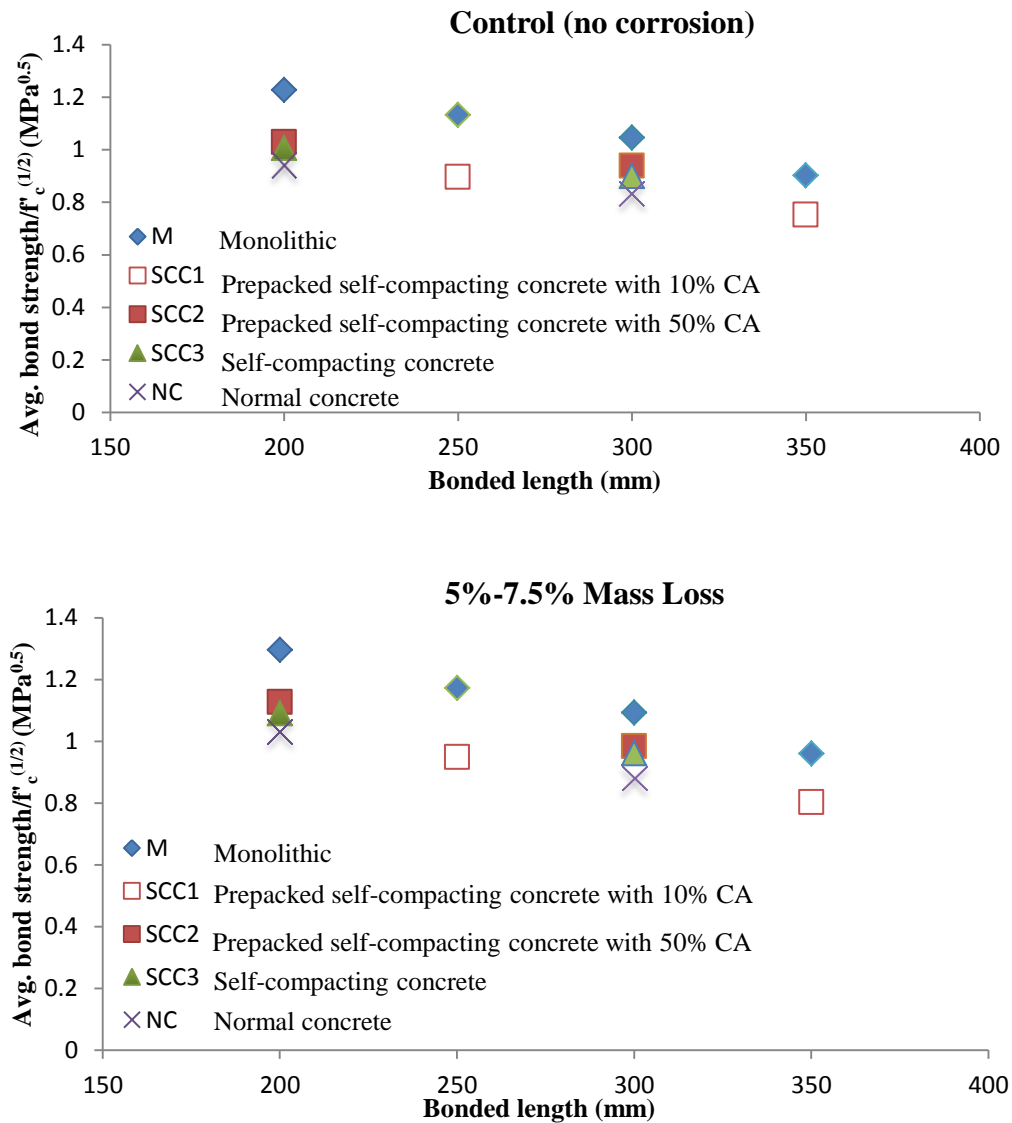 Control (no corrosion)
Avg. bond strength/f'c^(1/2) (MPa^0.5)
1.4
1.2
1
0.8
0.6
0.4
0.2
0
M Monolithic
SCC1 Prepacked self-compacting concrete with 10% CA
SCC2 Prepacked self-compacting concrete with 50% CA
SCC3 Self-compacting concrete
NC Normal concrete
150 200 250 300 350 400
Bonded length (mm)
5%-7.5% Mass Loss
Avg. bond strength/f'c^(1/2) (MPa^0.5)
1.4
1.2
1
0.8
0.6
0.4
0.2
0
M Monolithic
SCC1 Prepacked self-compacting concrete with 10% CA
SCC2 Prepacked self-compacting concrete with 50% CA
SCC3 Self-compacting concrete
NC Normal concrete
150 200 250 300 350 400
Bonded length (mm)